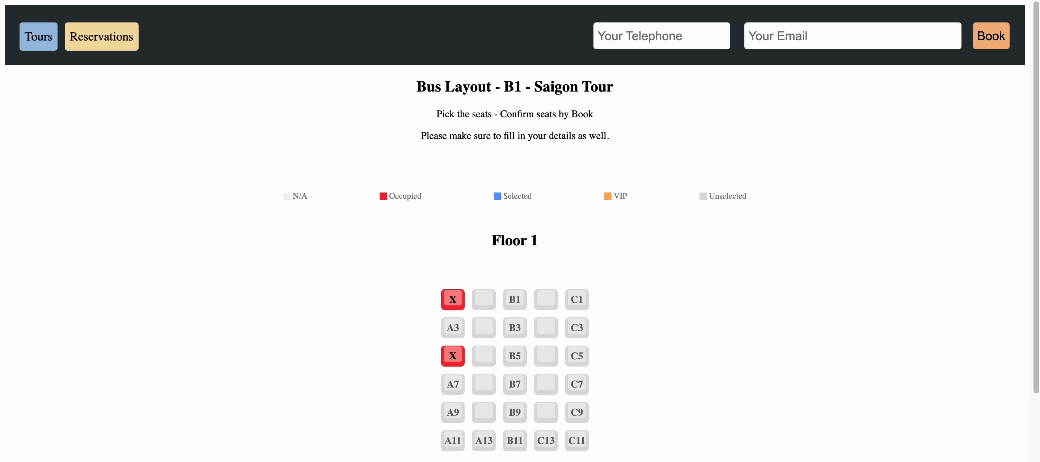 Tours Reservations Your Telephone Your Email Book
Bus Layout - B1 - Saigon Tour
Pick the seats - Confirm seats by Book
Please make sure to fill in your details as well.
N/A Occupied Selected VIP Unselected
Floor 1
X B1 C1
A3 B3 C3
X B5 C5
A7 B7 C7
A9 B9 C9
A11 A13 B11 C13 C11